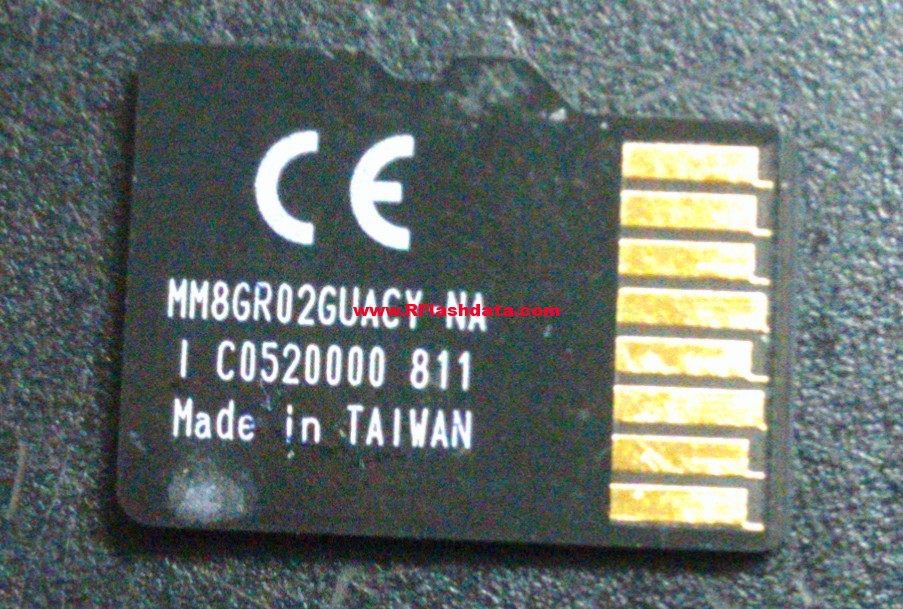 CE
MM8GR02GUACY-NA
www.RFlashdata.com
I C0520000 811
Made in TAIWAN